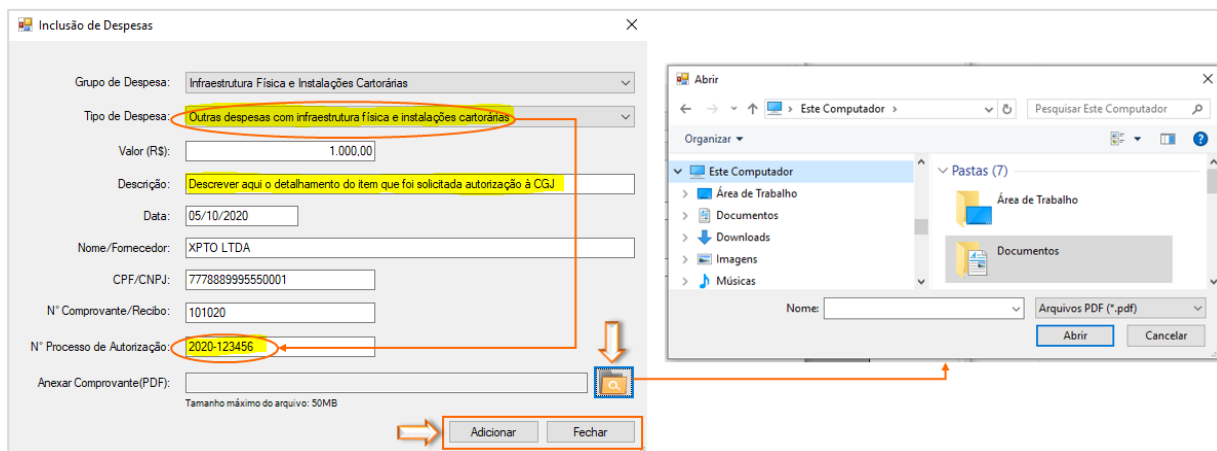 Inclusão de Despesas
Grupo de Despesa: Infraestrutura Física e Instalações Cartorárias
Tipo de Despesa: Outras despesas com infraestrutura física e instalações cartorárias
Valor (R$): 1.000,00
Descrição: Descrever aqui o detalhamento do item que foi solicitada autorização à CGJ
Data: 05/10/2020
Nome/Fornecedor: XPTO LTDA
CPF/CNPJ: 7778889995550001
N° Comprovante/Recibo: 101020
N° Processo de Autorização: 2020-123456
Anexar Comprovante(PDF):
Tamanho máximo do arquivo: 50MB
Adicionar Fechar
Abrir
Este Computador
Pesquisar Este Computador
Organizar
Este Computador
Área de Trabalho
Documentos
Downloads
Imagens
Músicas
Pastas (7)
Área de Trabalho
Documentos
Nome:
Arquivos PDF (*.pdf)
Abrir Cancelar